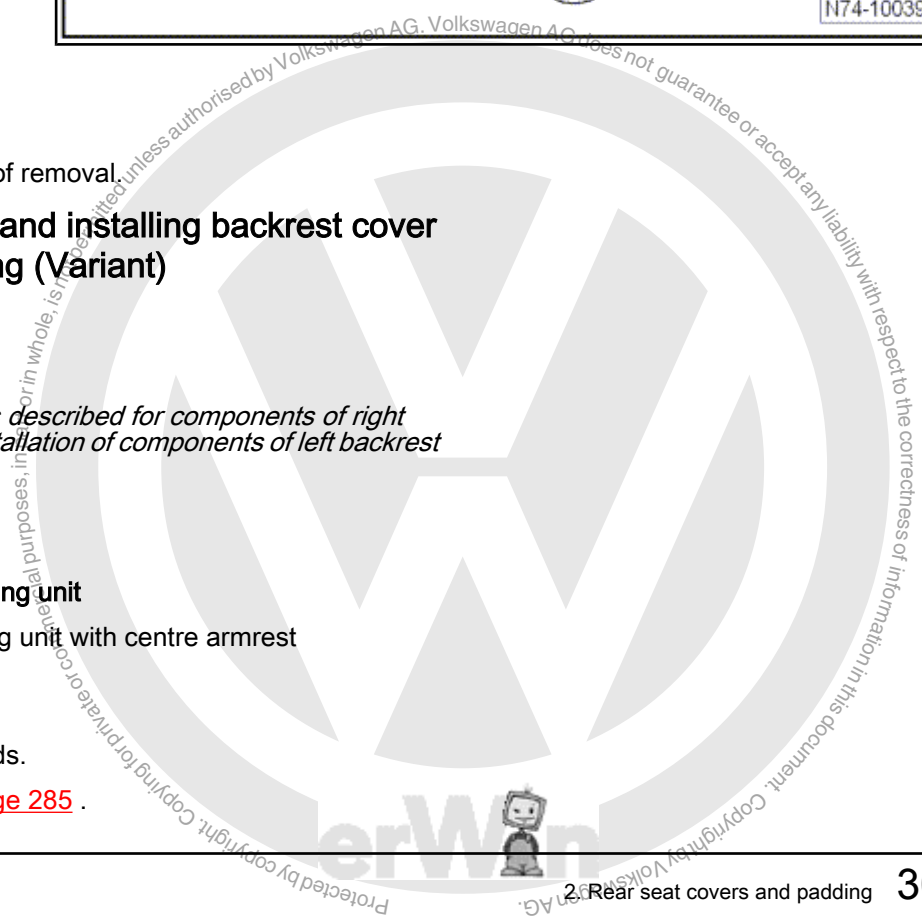 N74-10039
of removal.
and installing backrest cover
ng (Variant)
described for components of right
tallation of components of left backrest
ng unit
g unit with centre armrest
ds.
ge 285 .
erWin
2. Rear seat covers and padding 3
Protected by copyright. Copying for private or commercial purposes, in part or in whole, is not permitted unless authorised by Volkswagen AG. Volkswagen AG does not guarantee or accept any liability with respect to the correctness of information in this document. Copyright by Volkswagen AG.